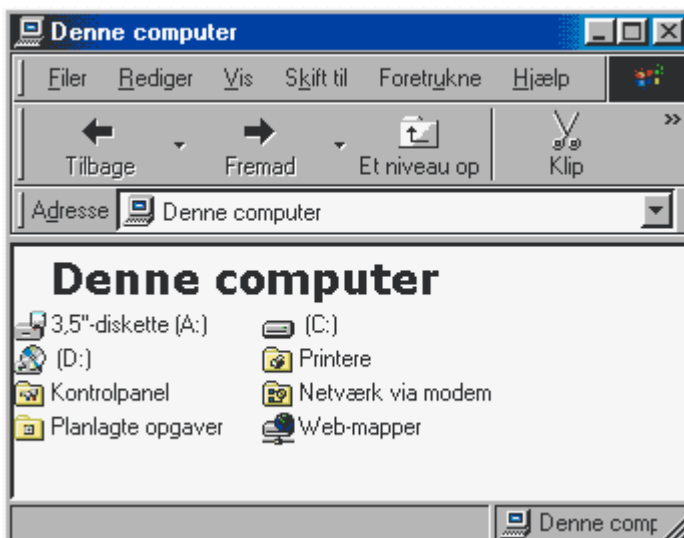 Denne computer
Filer Rediger Vis Skift til Foretrukne Hjælp
Tilbage Fremad Et niveau op Klip »
Adresse Denne computer
Denne computer
3,5"-diskette (A:) (C:)
(D:) Printere
Kontrolpanel Netværk via modem
Planlagte opgaver Web-mapper
Denne comp